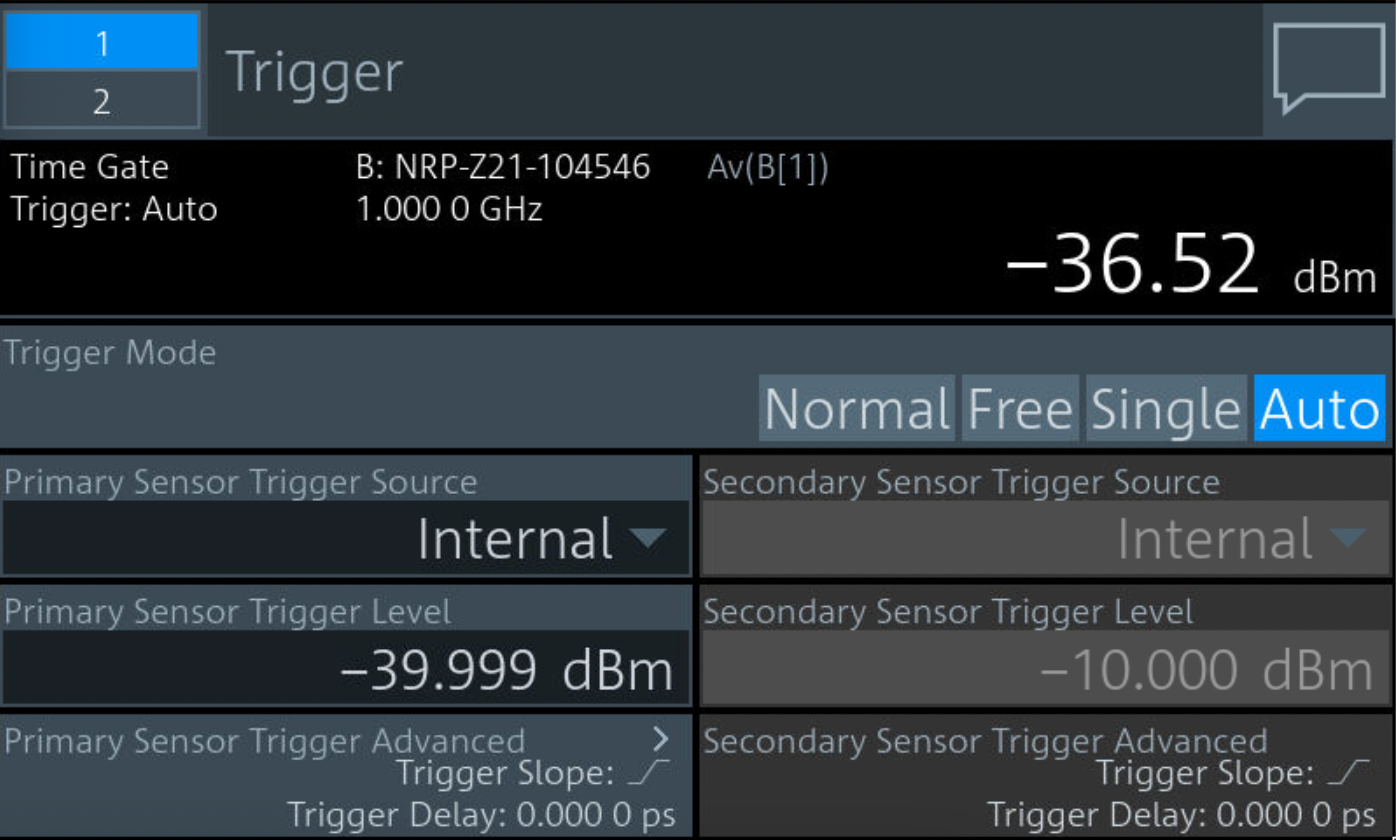 1
2
Trigger
Time Gate B: NRP-Z21-104546 Av(B[1])
Trigger: Auto 1.000 0 GHz
−36.52 dBm
Trigger Mode
Normal Free Single Auto
Primary Sensor Trigger Source
Internal
Secondary Sensor Trigger Source
Internal
Primary Sensor Trigger Level
−39.999 dBm
Secondary Sensor Trigger Level
−10.000 dBm
Primary Sensor Trigger Advanced
Trigger Slope:
Trigger Delay: 0.000 0 ps
Secondary Sensor Trigger Advanced
Trigger Slope:
Trigger Delay: 0.000 0 ps